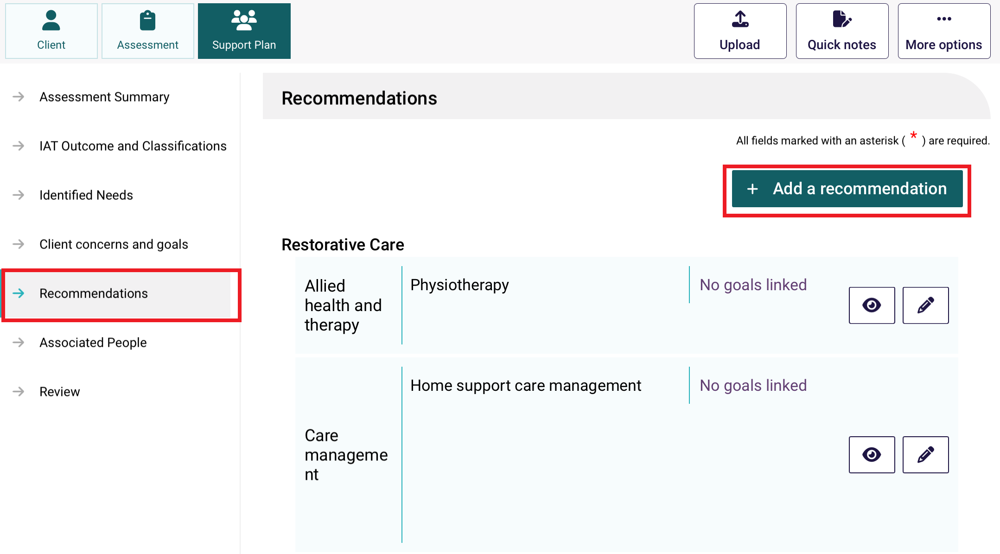 Client
Assessment
Support Plan
Upload
Quick notes
More options
Assessment Summary
IAT Outcome and Classifications
Identified Needs
Client concerns and goals
Recommendations
Associated People
Review
Recommendations
All fields marked with an asterisk ( * ) are required.
+ Add a recommendation
Restorative Care
Allied
health and
therapy
Physiotherapy
No goals linked
Care
manageme
nt
Home support care management
No goals linked